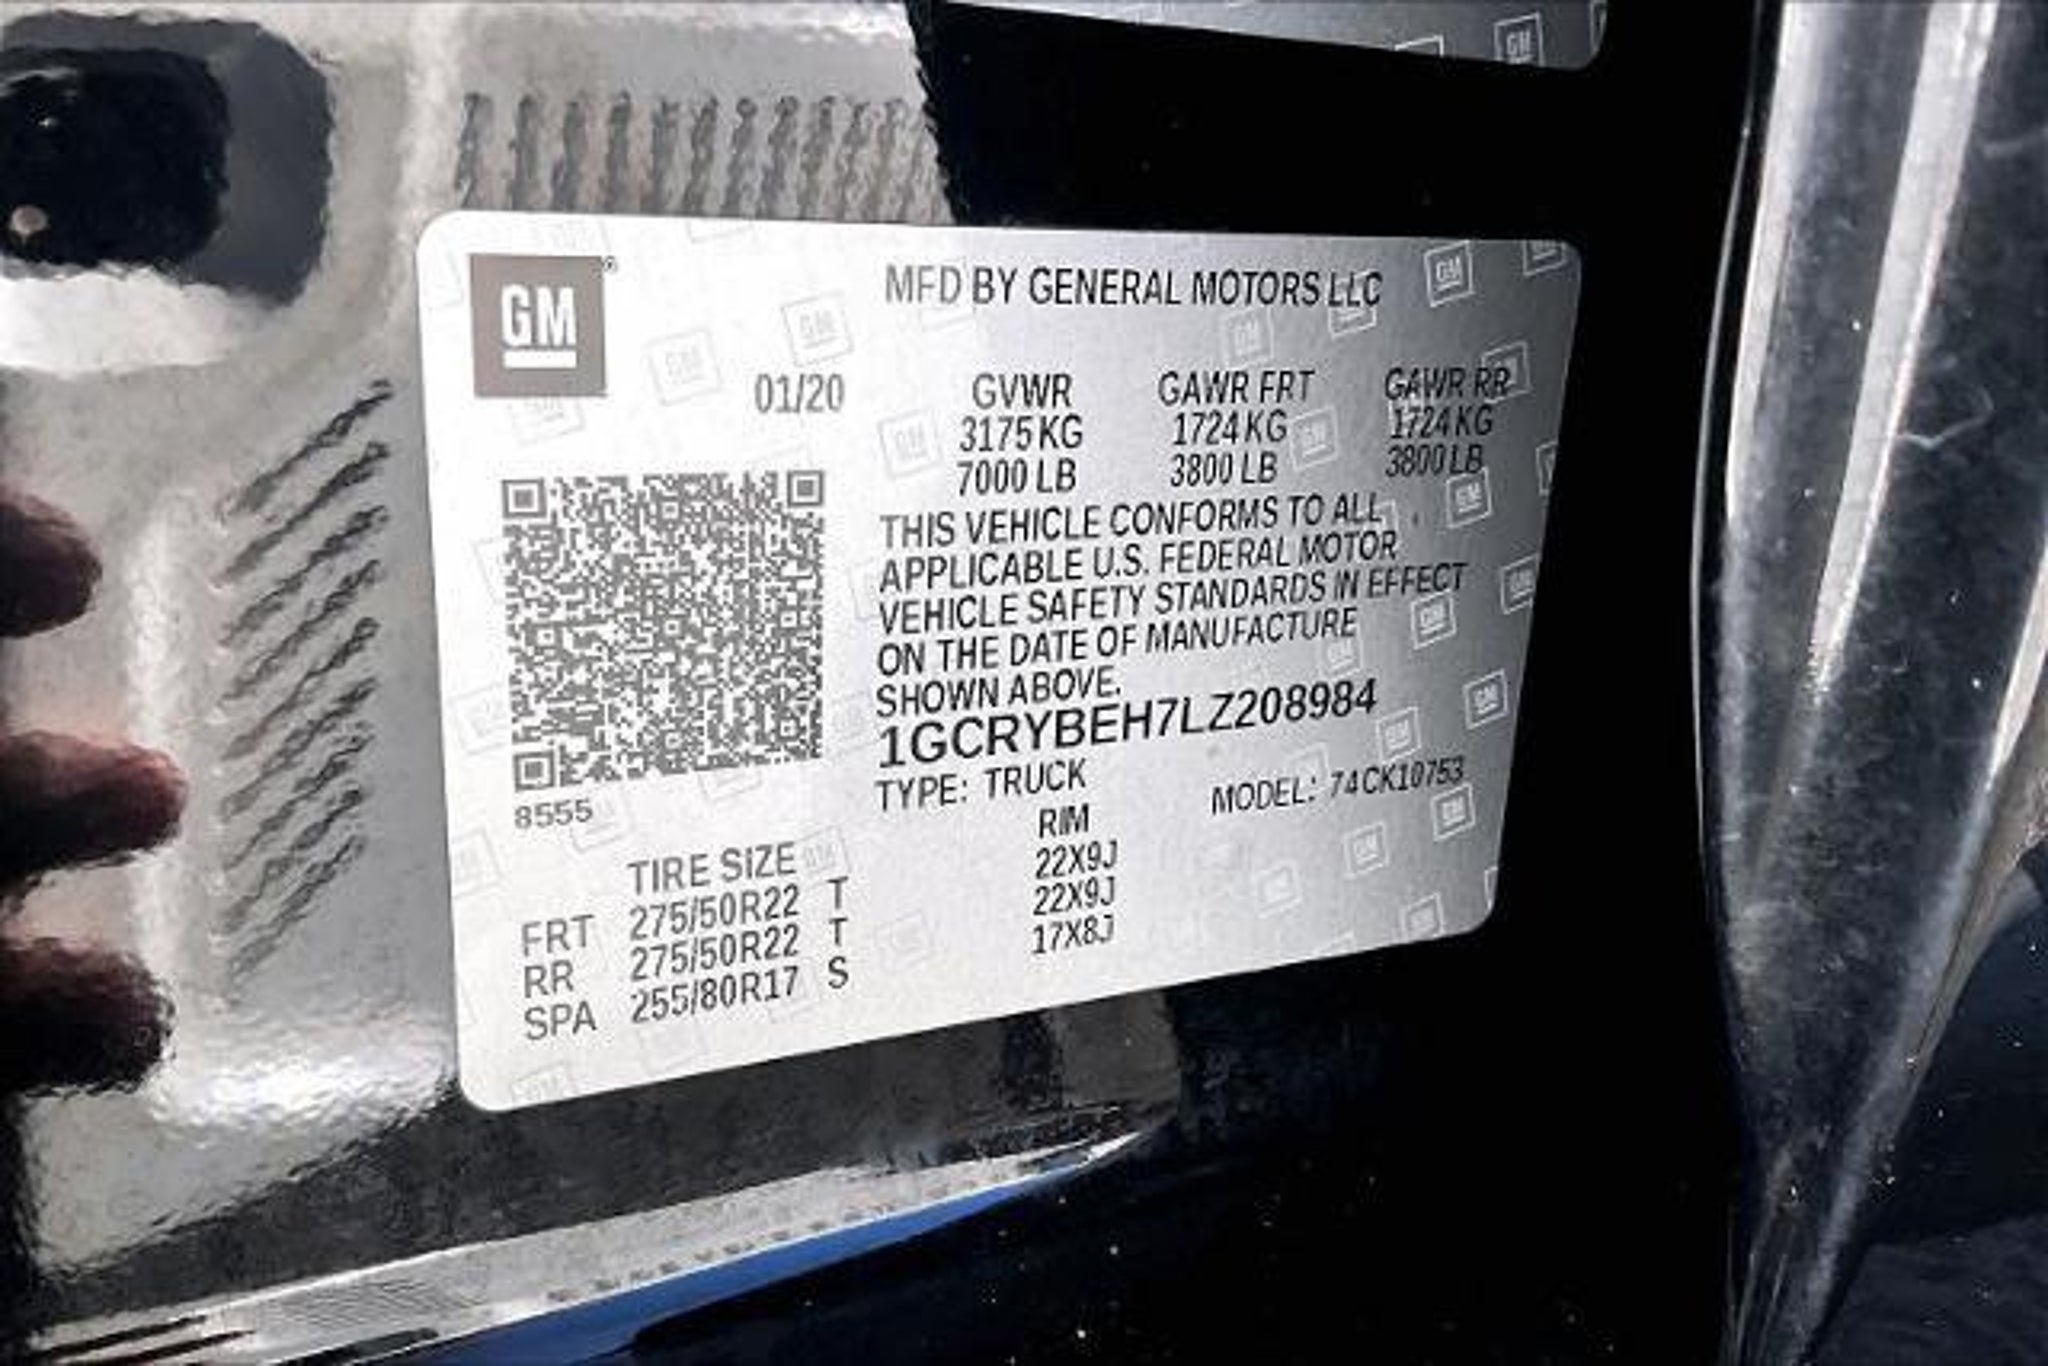 GM
MFD BY GENERAL MOTORS LLC
01/20 GVWR GAWR FRT GAWR RR
3175 KG 1724 KG 1724 KG
7000 LB 3800 LB 3800 LB
THIS VEHICLE CONFORMS TO ALL
APPLICABLE U.S. FEDERAL MOTOR
VEHICLE SAFETY STANDARDS IN EFFECT
ON THE DATE OF MANUFACTURE
SHOWN ABOVE.
1GCRYBEH7LZ208984
TYPE: TRUCK MODEL: 74CK10753
8555
TIRE SIZE RIM
FRT 275/50R22 T 22X9J
RR 275/50R22 T 22X9J
SPA 255/80R17 S 17X8J